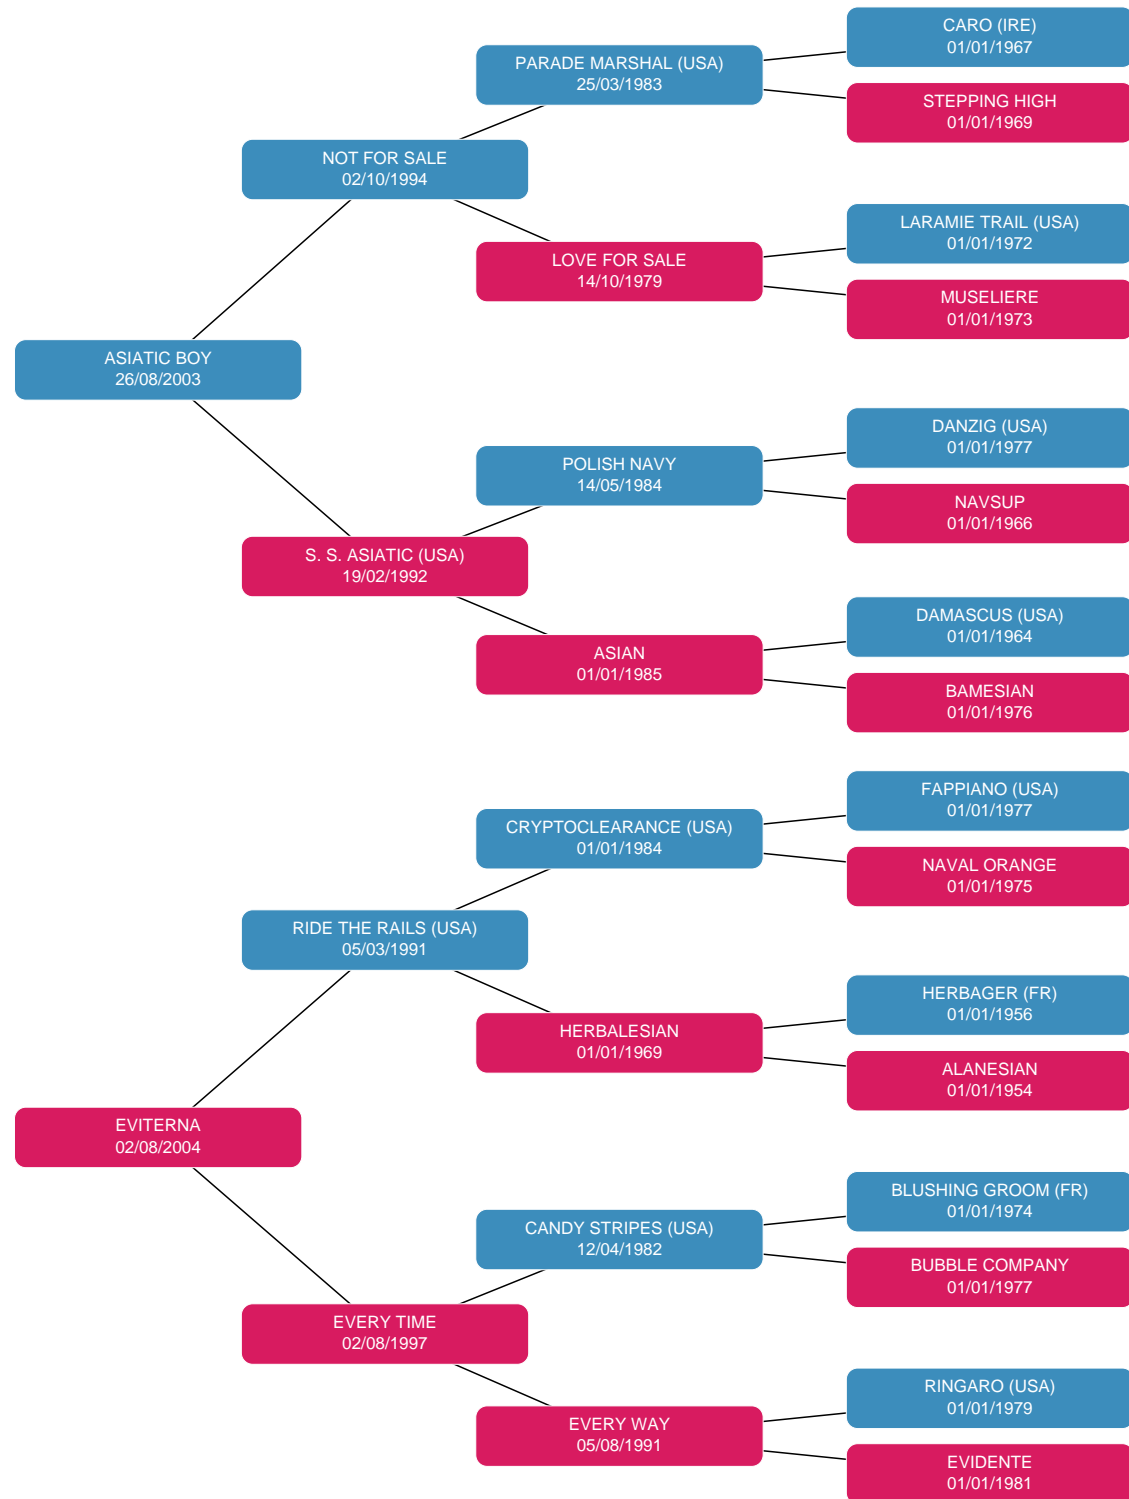 CARO (IRE)
01/01/1967
PARADE MARSHAL (USA)
25/03/1983
STEPPING HIGH
01/01/1969
NOT FOR SALE
02/10/1994
LARAMIE TRAIL (USA)
01/01/1972
LOVE FOR SALE
14/10/1979
MUSELIERE
01/01/1973
ASIATIC BOY
26/08/2003
DANZIG (USA)
01/01/1977
POLISH NAVY
14/05/1984
NAVSUP
01/01/1966
S. S. ASIATIC (USA)
19/02/1992
DAMASCUS (USA)
01/01/1964
ASIAN
01/01/1985
BAMESIAN
01/01/1976
FAPPIANO (USA)
01/01/1977
CRYPTOCLEARANCE (USA)
01/01/1984
NAVAL ORANGE
01/01/1975
RIDE THE RAILS (USA)
05/03/1991
HERBAGER (FR)
01/01/1956
HERBALESIAN
01/01/1969
ALANESIAN
01/01/1954
EVITERNA
02/08/2004
BLUSHING GROOM (FR)
01/01/1974
CANDY STRIPES (USA)
12/04/1982
BUBBLE COMPANY
01/01/1977
EVERY TIME
02/08/1997
RINGARO (USA)
01/01/1979
EVERY WAY
05/08/1991
EVIDENTE
01/01/1981